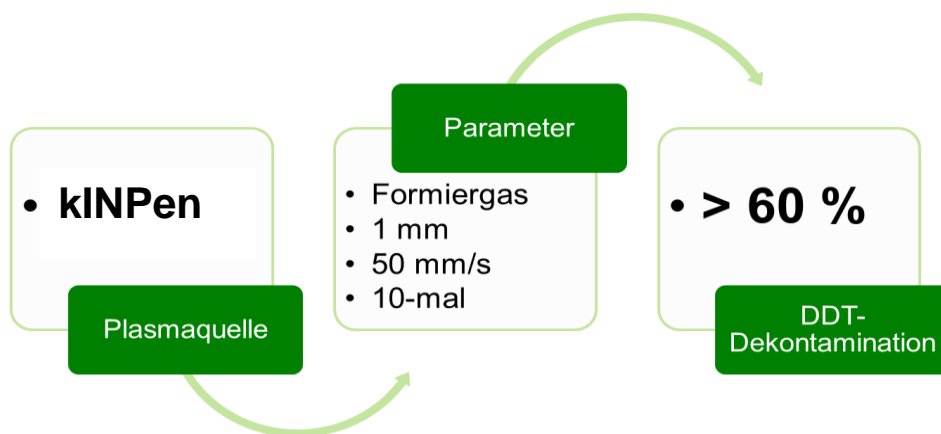 • kINPen
Plasmaquelle
Parameter
• Formiergas
• 1 mm
• 50 mm/s
• 10-mal
• > 60 %
DDT-
Dekontamination